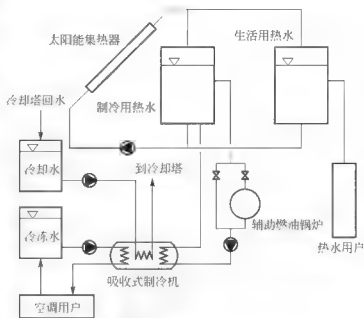 太阳能集热器
生活用热水
制冷用热水
冷却塔回水
冷却水
到冷却塔
辅助燃油锅炉
冷冻水
热水用户
吸收式制冷机
空调用户